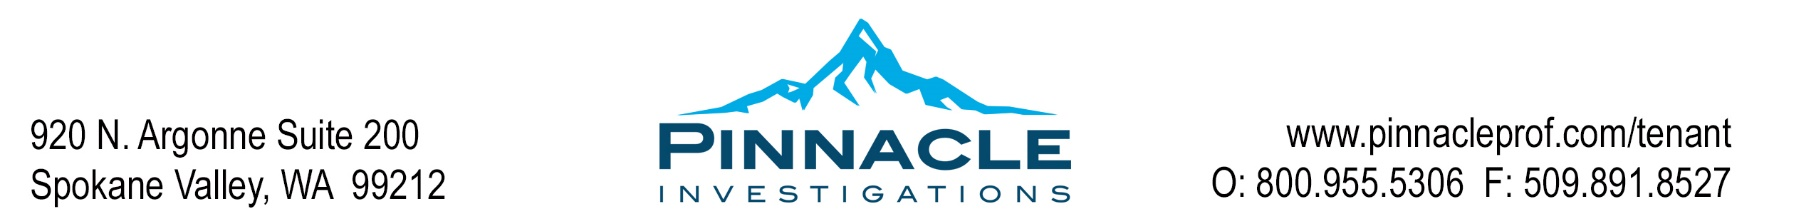 920 N. Argonne Suite 200
Spokane Valley, WA 99212
PINNACLE
INVESTIGATIONS
www.pinnacleprof.com/tenant
O: 800.955.5306 F: 509.891.8527